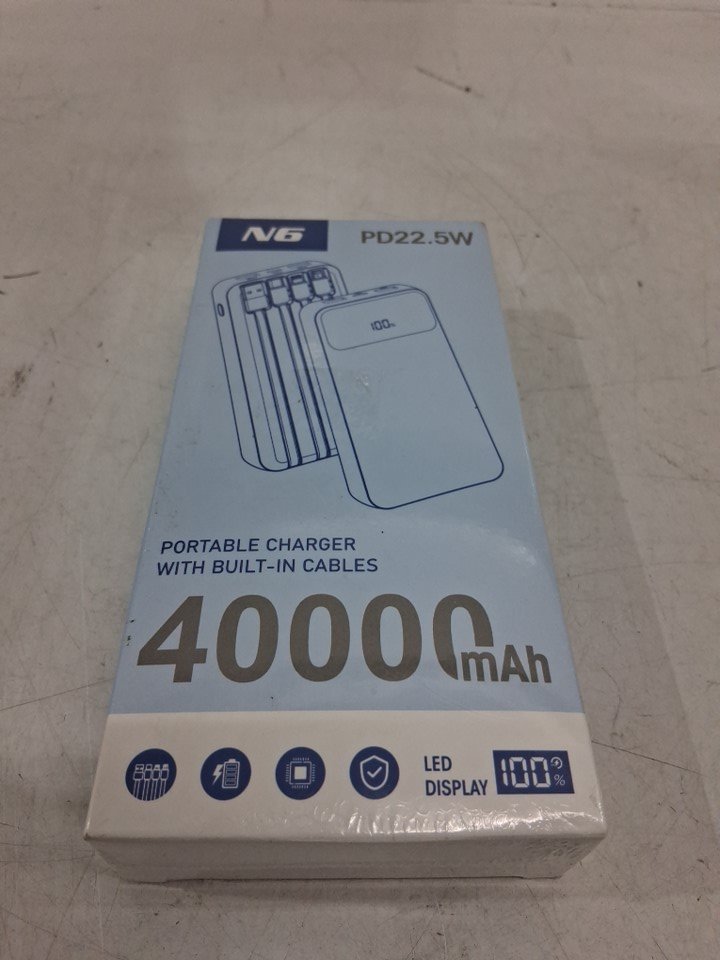 N6
PD22.5W
100%
PORTABLE CHARGER
WITH BUILT-IN CABLES
40000mAh
LED
DISPLAY
100%